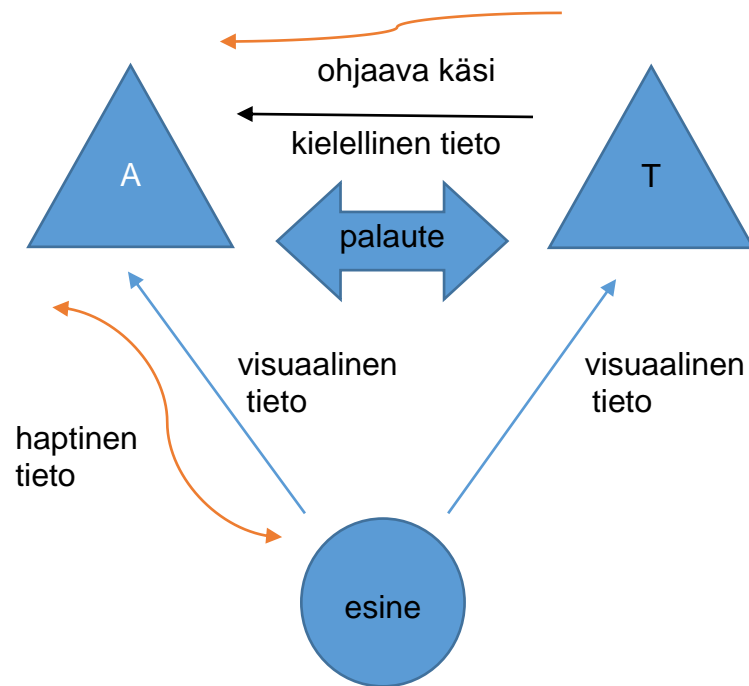 ohjaava käsi
kielellinen tieto
A
T
palaute
visuaalinen
tieto
visuaalinen
tieto
haptinen
tieto
esine